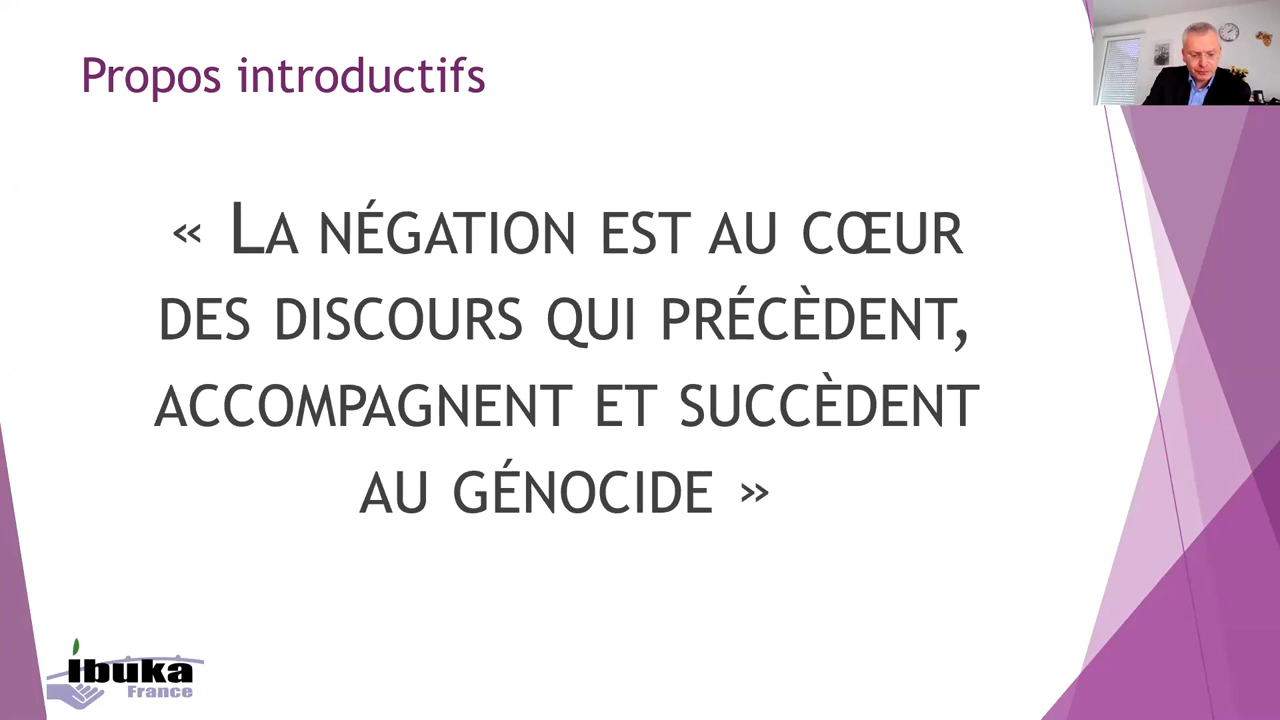 Propos introductifs
« LA NÉGATION EST AU CŒUR
DES DISCOURS QUI PRÉCÈDENT,
ACCOMPAGNENT ET SUCCÈDENT
AU GÉNOCIDE »
Ibuka
France